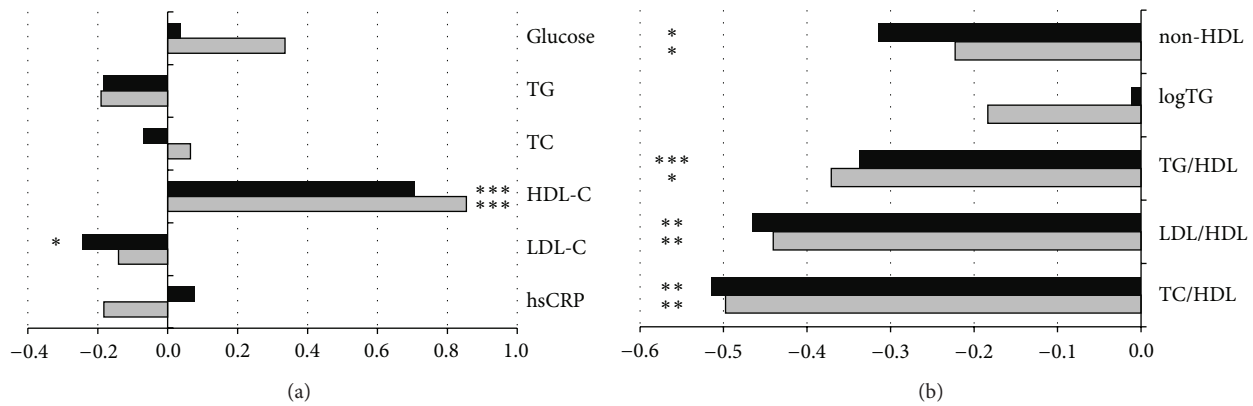 Glucose
TG
TC
HDL-C
***
***
*
LDL-C
hsCRP
−0.4 −0.2 0.0 0.2 0.4 0.6 0.8 1.0
(a)
*
*
non-HDL
logTG
***
*
TG/HDL
**
**
LDL/HDL
**
**
TC/HDL
−0.6 −0.5 −0.4 −0.3 −0.2 −0.1 0.0
(b)